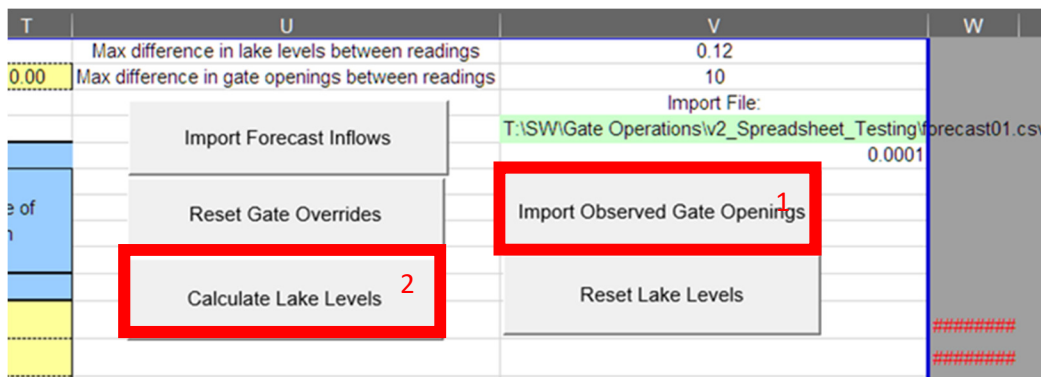 T U V W
Max difference in lake levels between readings 0.12
0.00 Max difference in gate openings between readings 10
Import File:
Import Forecast Inflows T:\SW\Gate Operations\v2_Spreadsheet_Testing\forecast01.csv
0.0001
e of
Reset Gate Overrides Import Observed Gate Openings 1
Calculate Lake Levels 2 Reset Lake Levels
########
########